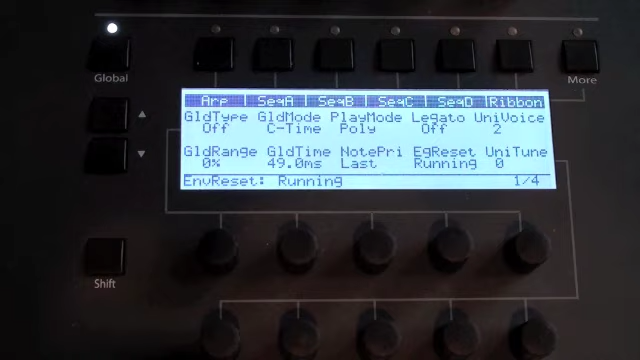 Global
More
Arp SeqA SeqB SeqC SeqD Ribbon
GldType GldMode PlayMode Legato UniVoice
Off C-Time Poly Off 2
GldRange GldTime NotePri EgReset UniTune
0% 49.0ms Last Running 0
EnvReset: Running 1/4
Shift